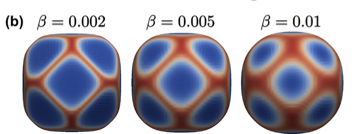 (b) β = 0.002 β = 0.005 β = 0.01